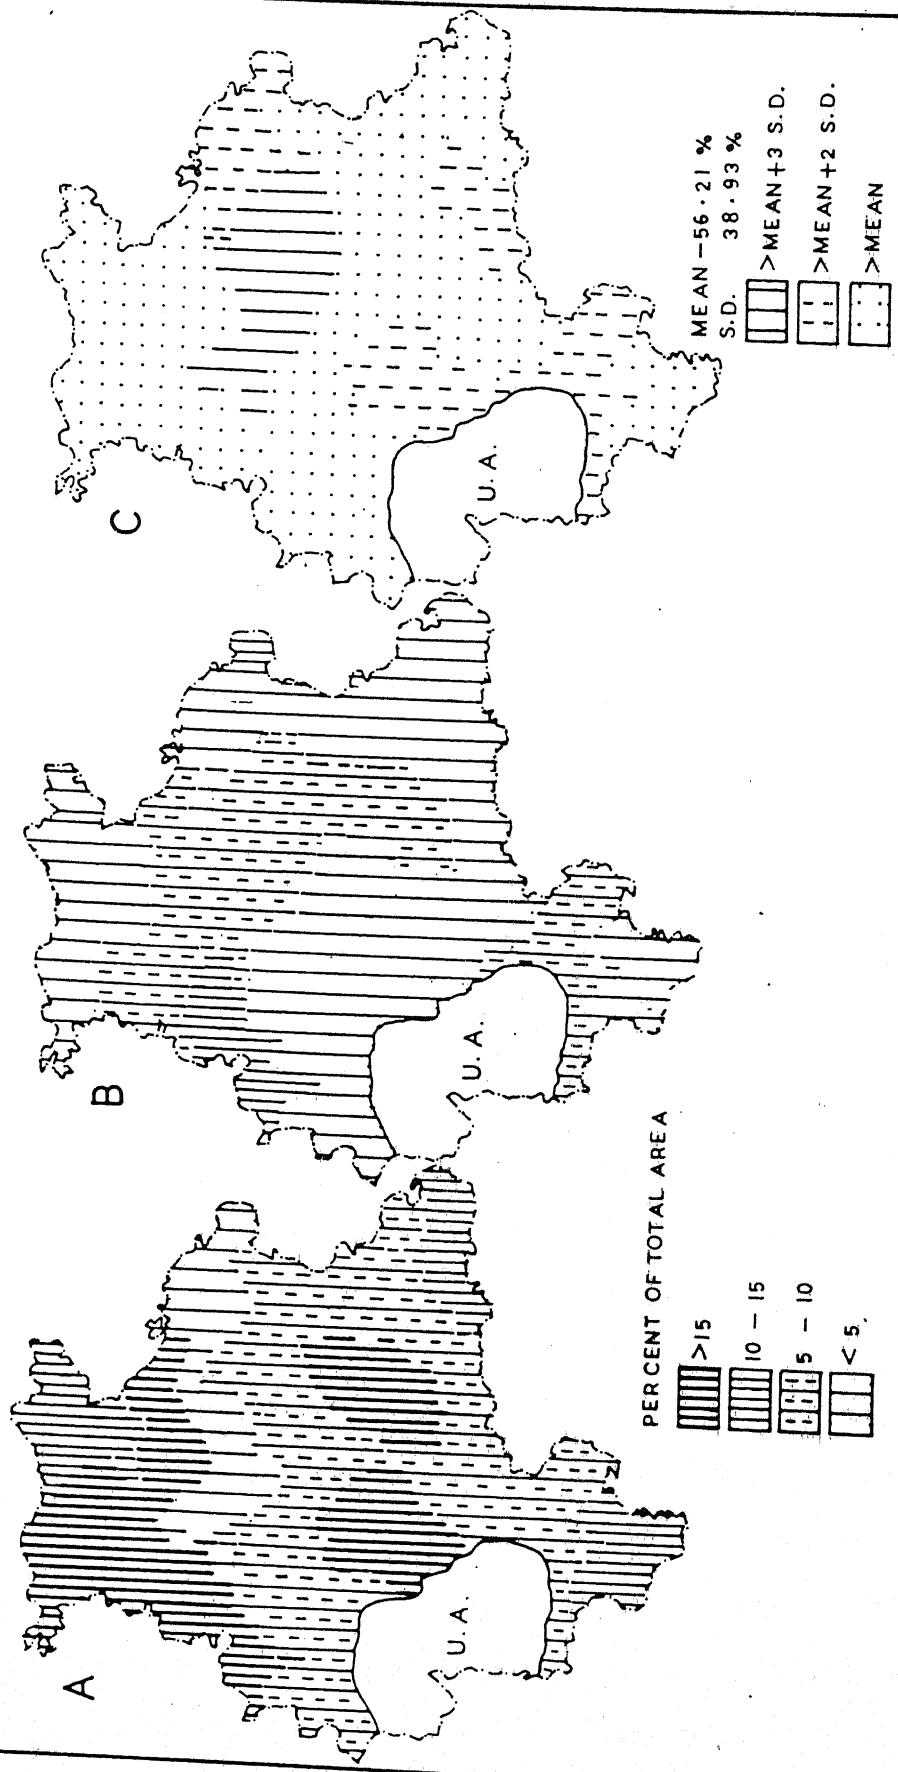 A
U.A.
PERCENT OF TOTAL AREA
>15
10 – 15
5 – 10
< 5.
B
U.A.
C
U.A.
MEAN – 56·21 %
S.D. 38·93 %
>MEAN+3 S.D.
>MEAN+2 S.D.
>MEAN